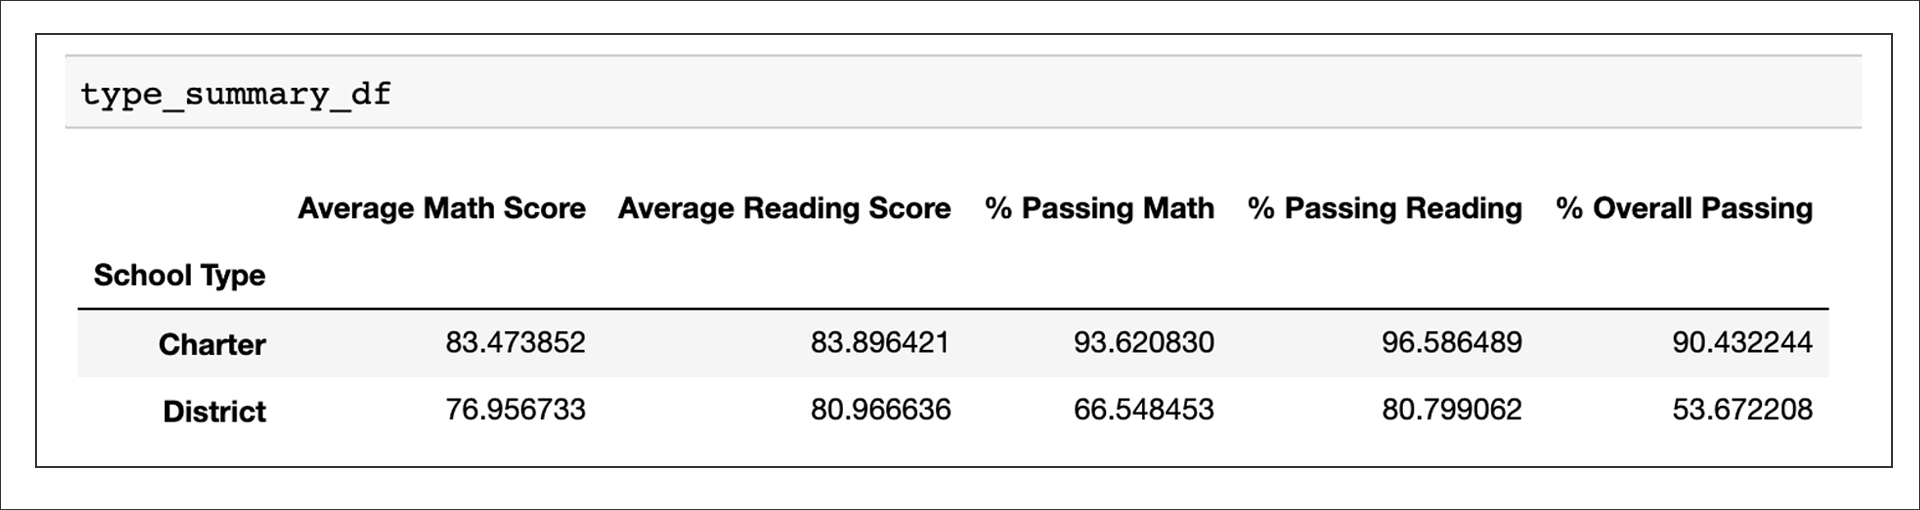 type_summary_df
Average Math Score Average Reading Score % Passing Math % Passing Reading % Overall Passing
School Type
Charter 83.473852 83.896421 93.620830 96.586489 90.432244
District 76.956733 80.966636 66.548453 80.799062 53.672208